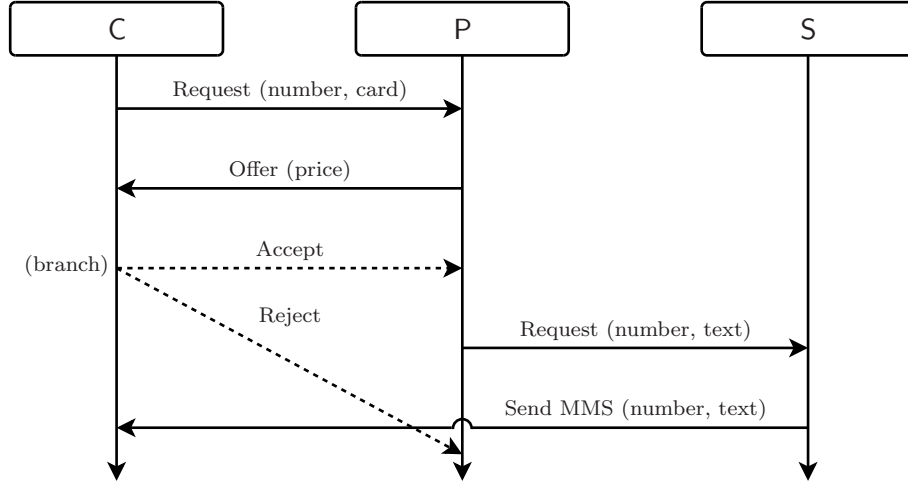 C
P
S
Request (number, card)
Offer (price)
(branch)
Accept
Reject
Request (number, text)
Send MMS (number, text)